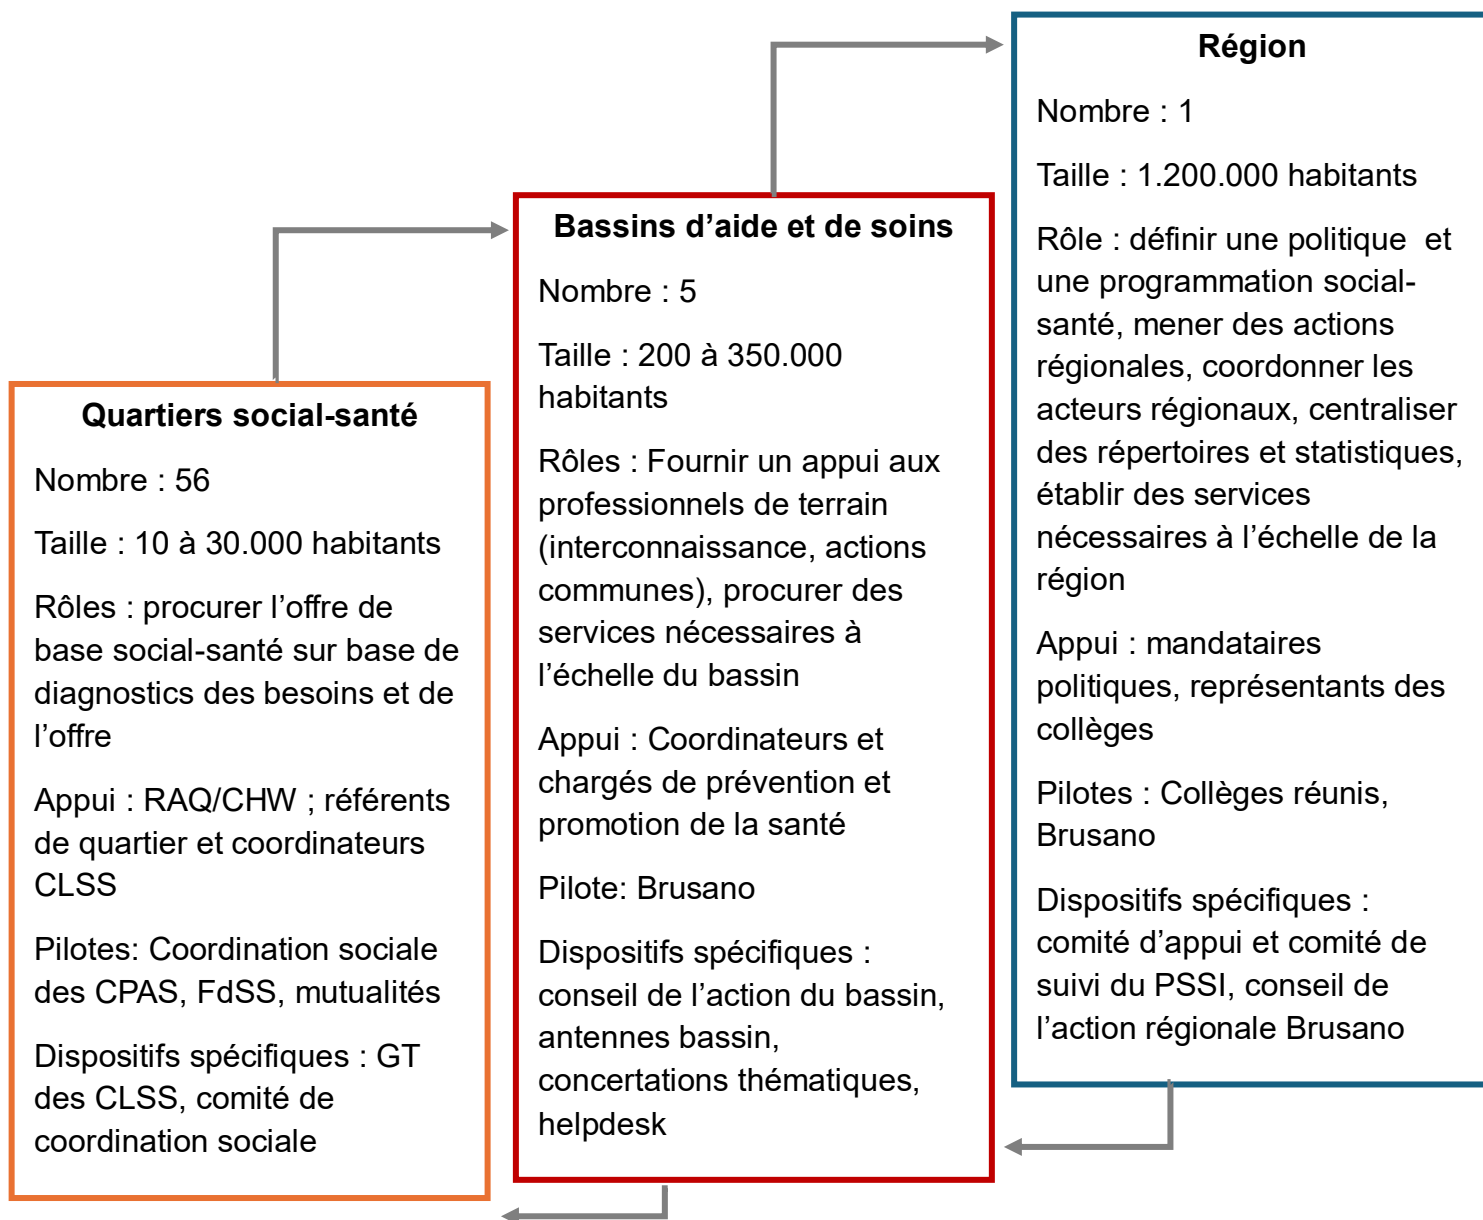 Quartiers social-santé
Nombre : 56
Taille : 10 à 30.000 habitants
Rôles : procurer l’offre de
base social-santé sur base de
diagnostics des besoins et de
l’offre
Appui : RAQ/CHW ; référents
de quartier et coordinateurs
CLSS
Pilotes: Coordination sociale
des CPAS, FdSS, mutualités
Dispositifs spécifiques : GT
des CLSS, comité de
coordination sociale
Bassins d’aide et de soins
Nombre : 5
Taille : 200 à 350.000
habitants
Rôles : Fournir un appui aux
professionnels de terrain
(interconnaissance, actions
communes), procurer des
services nécessaires à
l’échelle du bassin
Appui : Coordinateurs et
chargés de prévention et
promotion de la santé
Pilote: Brusano
Dispositifs spécifiques :
conseil de l’action du bassin,
antennes bassin,
concertations thématiques,
helpdesk
Région
Nombre : 1
Taille : 1.200.000 habitants
Rôle : définir une politique  et
une programmation social-
santé, mener des actions
régionales, coordonner les
acteurs régionaux, centraliser
des répertoires et statistiques,
établir des services
nécessaires à l’échelle de la
région
Appui : mandataires
politiques, représentants des
collèges
Pilotes : Collèges réunis,
Brusano
Dispositifs spécifiques :
comité d’appui et comité de
suivi du PSSI, conseil de
l’action régionale Brusano